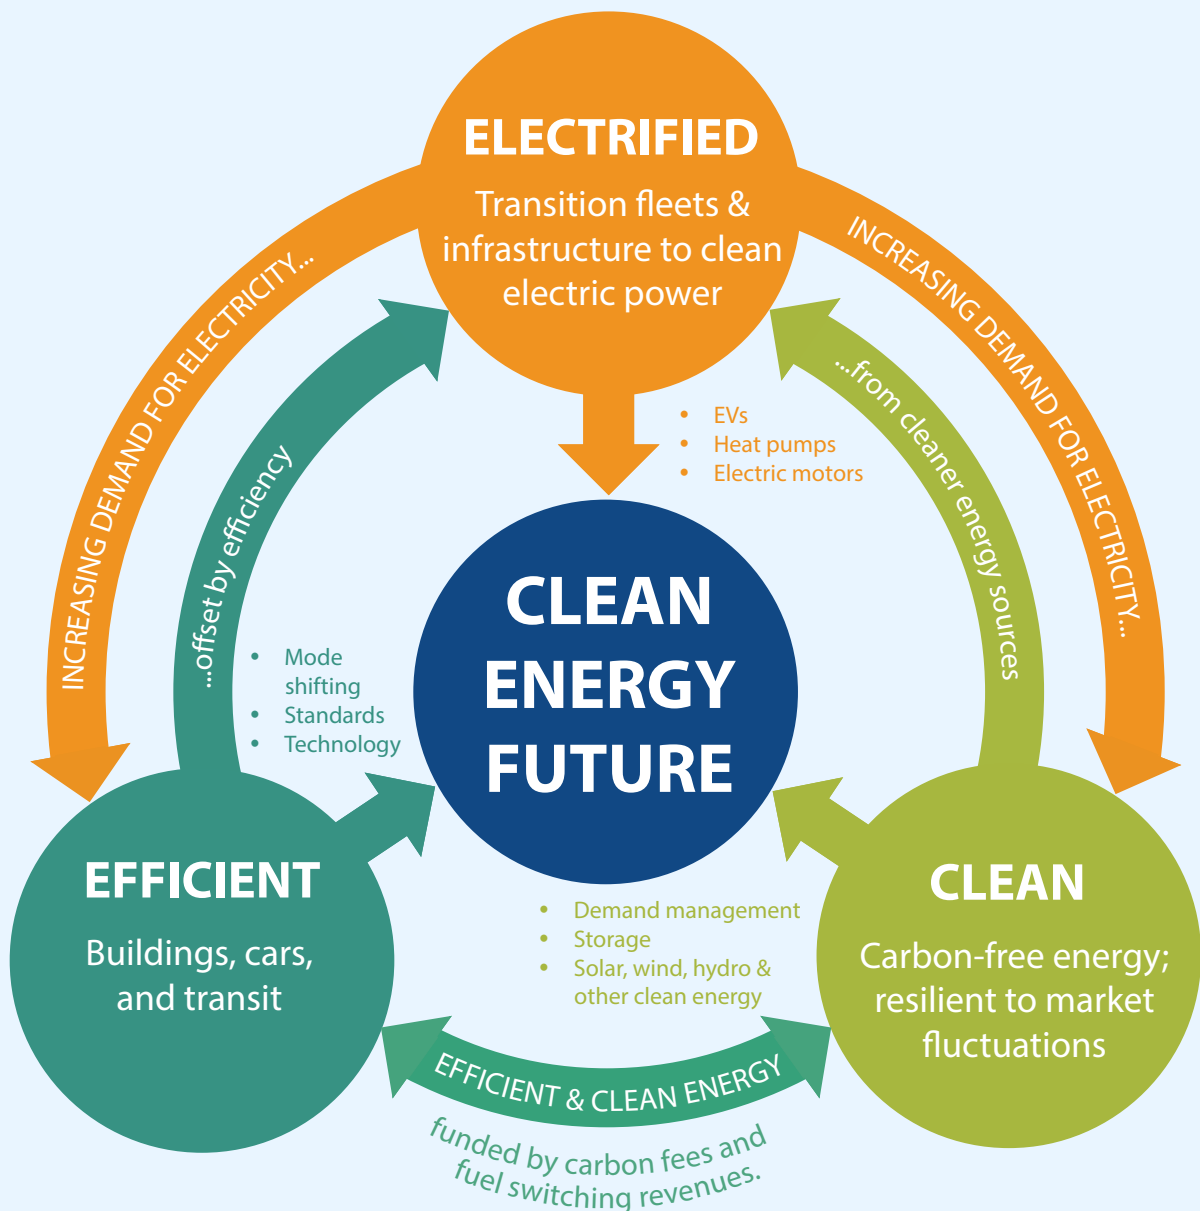 ELECTRIFIED
Transition fleets &
infrastructure to clean
electric power
INCREASING DEMAND FOR ELECTRICITY...
INCREASING DEMAND FOR ELECTRICITY...
...offset by efficiency
...from cleaner energy sources
• EVs
• Heat pumps
• Electric motors
CLEAN
ENERGY
FUTURE
• Mode
shifting
• Standards
• Technology
EFFICIENT
Buildings, cars,
and transit
CLEAN
Carbon-free energy;
resilient to market
fluctuations
• Demand management
• Storage
• Solar, wind, hydro &
other clean energy
EFFICIENT & CLEAN ENERGY
funded by carbon fees and
fuel switching revenues.